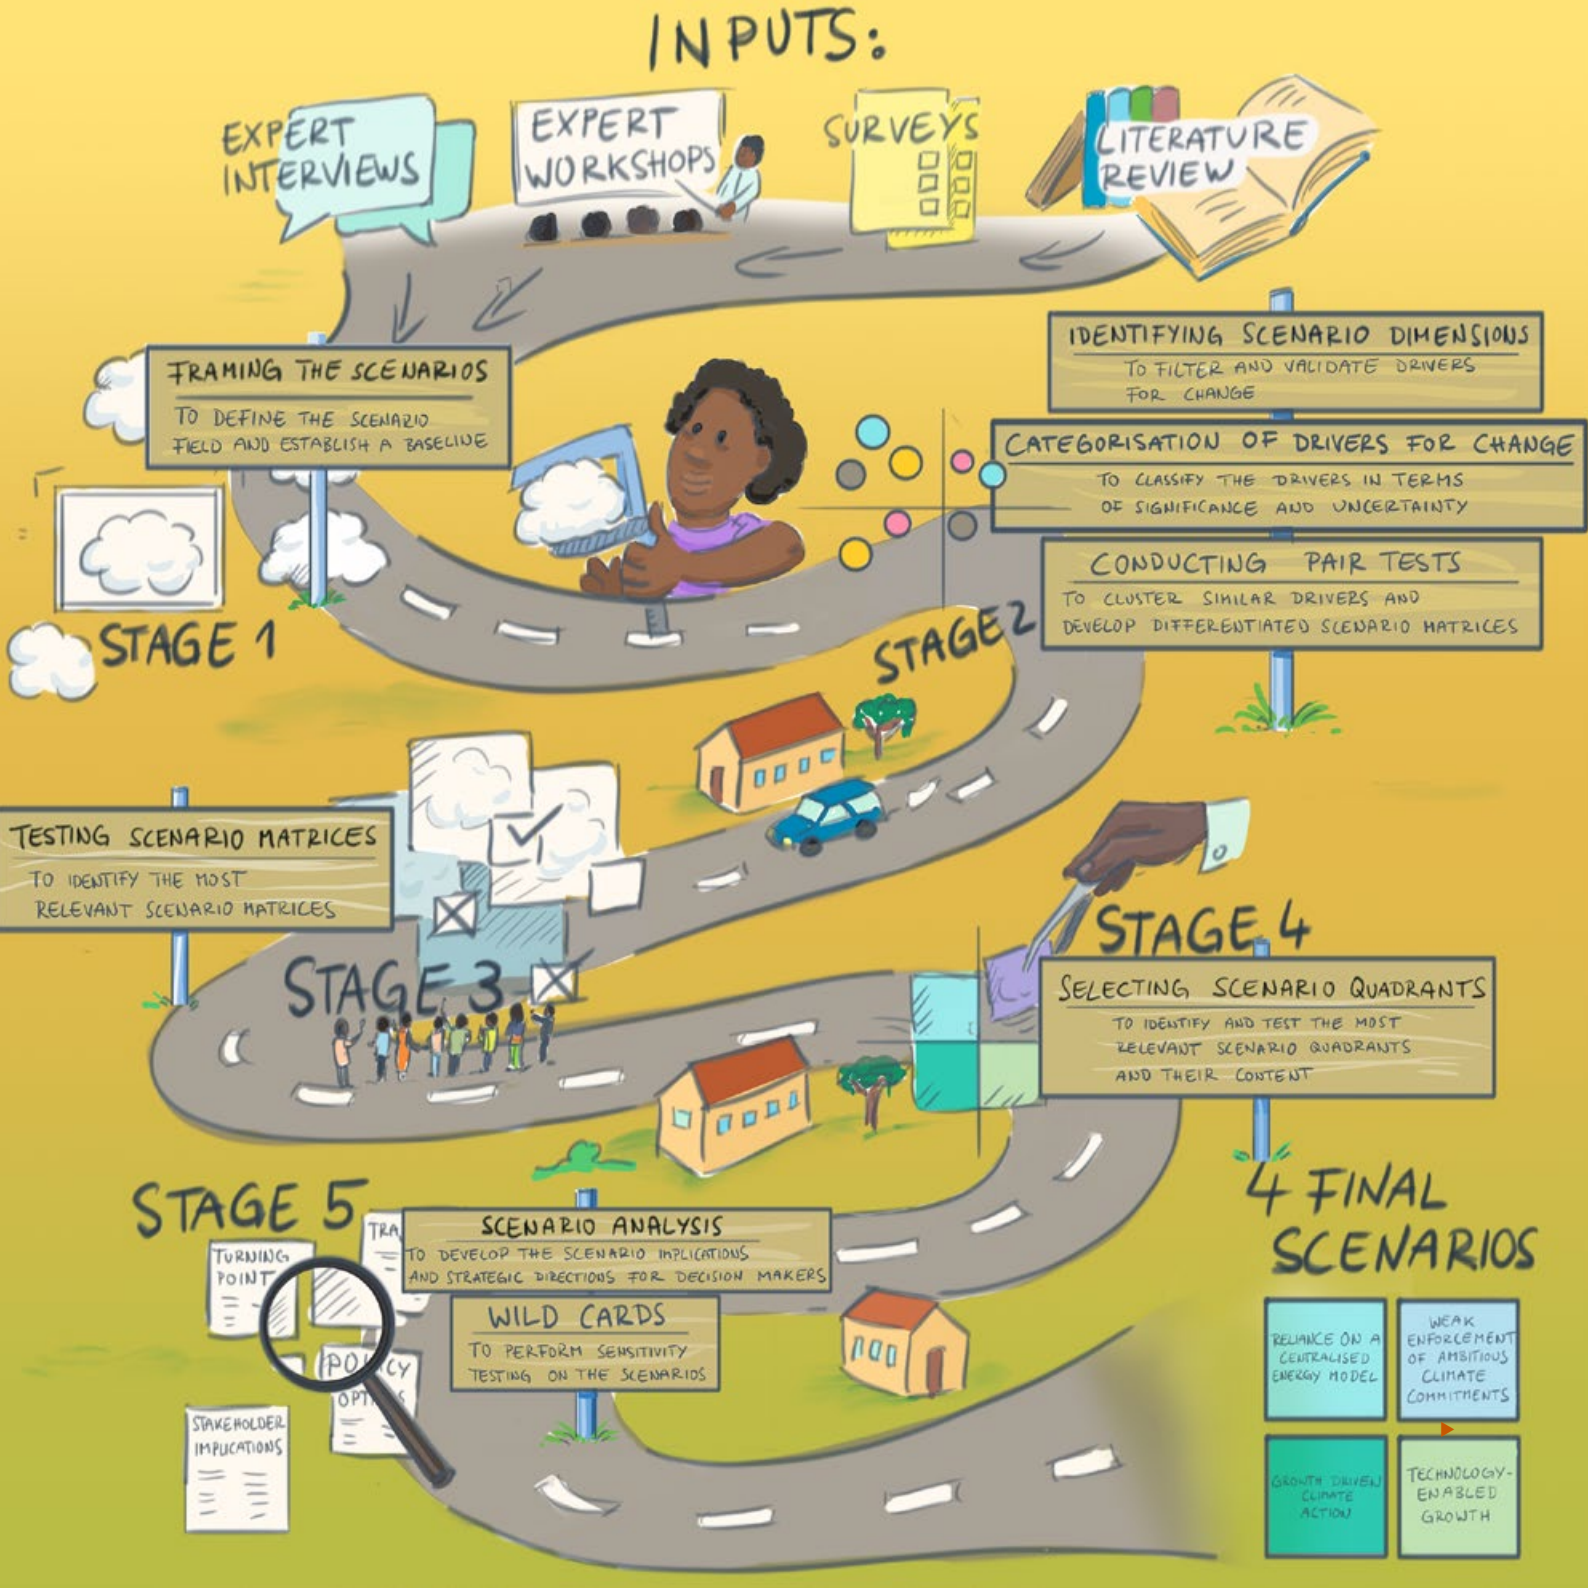 INPUTS:
EXPERT
INTERVIEWS
EXPERT
WORKSHOPS
SURVEYS
LITERATURE
REVIEW
FRAMING THE SCENARIOS
TO DEFINE THE SCENARIO
FIELD AND ESTABLISH A BASELINE
STAGE 1
IDENTIFYING SCENARIO DIMENSIONS
TO FILTER AND VALIDATE DRIVERS
FOR CHANGE
CATEGORISATION OF DRIVERS FOR CHANGE
TO CLASSIFY THE DRIVERS IN TERMS
OF SIGNIFICANCE AND UNCERTAINTY
CONDUCTING PAIR TESTS
TO CLUSTER SIMILAR DRIVERS AND
DEVELOP DIFFERENTIATED SCENARIO MATRICES
STAGE 2
TESTING SCENARIO MATRICES
TO IDENTIFY THE MOST
RELEVANT SCENARIO MATRICES
STAGE 3
STAGE 4
SELECTING SCENARIO QUADRANTS
TO IDENTIFY AND TEST THE MOST
RELEVANT SCENARIO QUADRANTS
AND THEIR CONTENT
STAGE 5
TURNING
POINT
TRA
POLICY
STAKEHOLDER
IMPLICATIONS
SCENARIO ANALYSIS
TO DEVELOP THE SCENARIO IMPLICATIONS
AND STRATEGIC DIRECTIONS FOR DECISION MAKERS
WILD CARDS
TO PERFORM SENSITIVITY
TESTING ON THE SCENARIOS
4 FINAL
SCENARIOS
RELIANCE ON A
CENTRALISED
ENERGY MODEL
WEAK
ENFORCEMENT
OF AMBITIOUS
CLIMATE
COMMITMENTS
GROWTH DRIVEN
CLIMATE
ACTION
TECHNOLOGY-
ENABLED
GROWTH